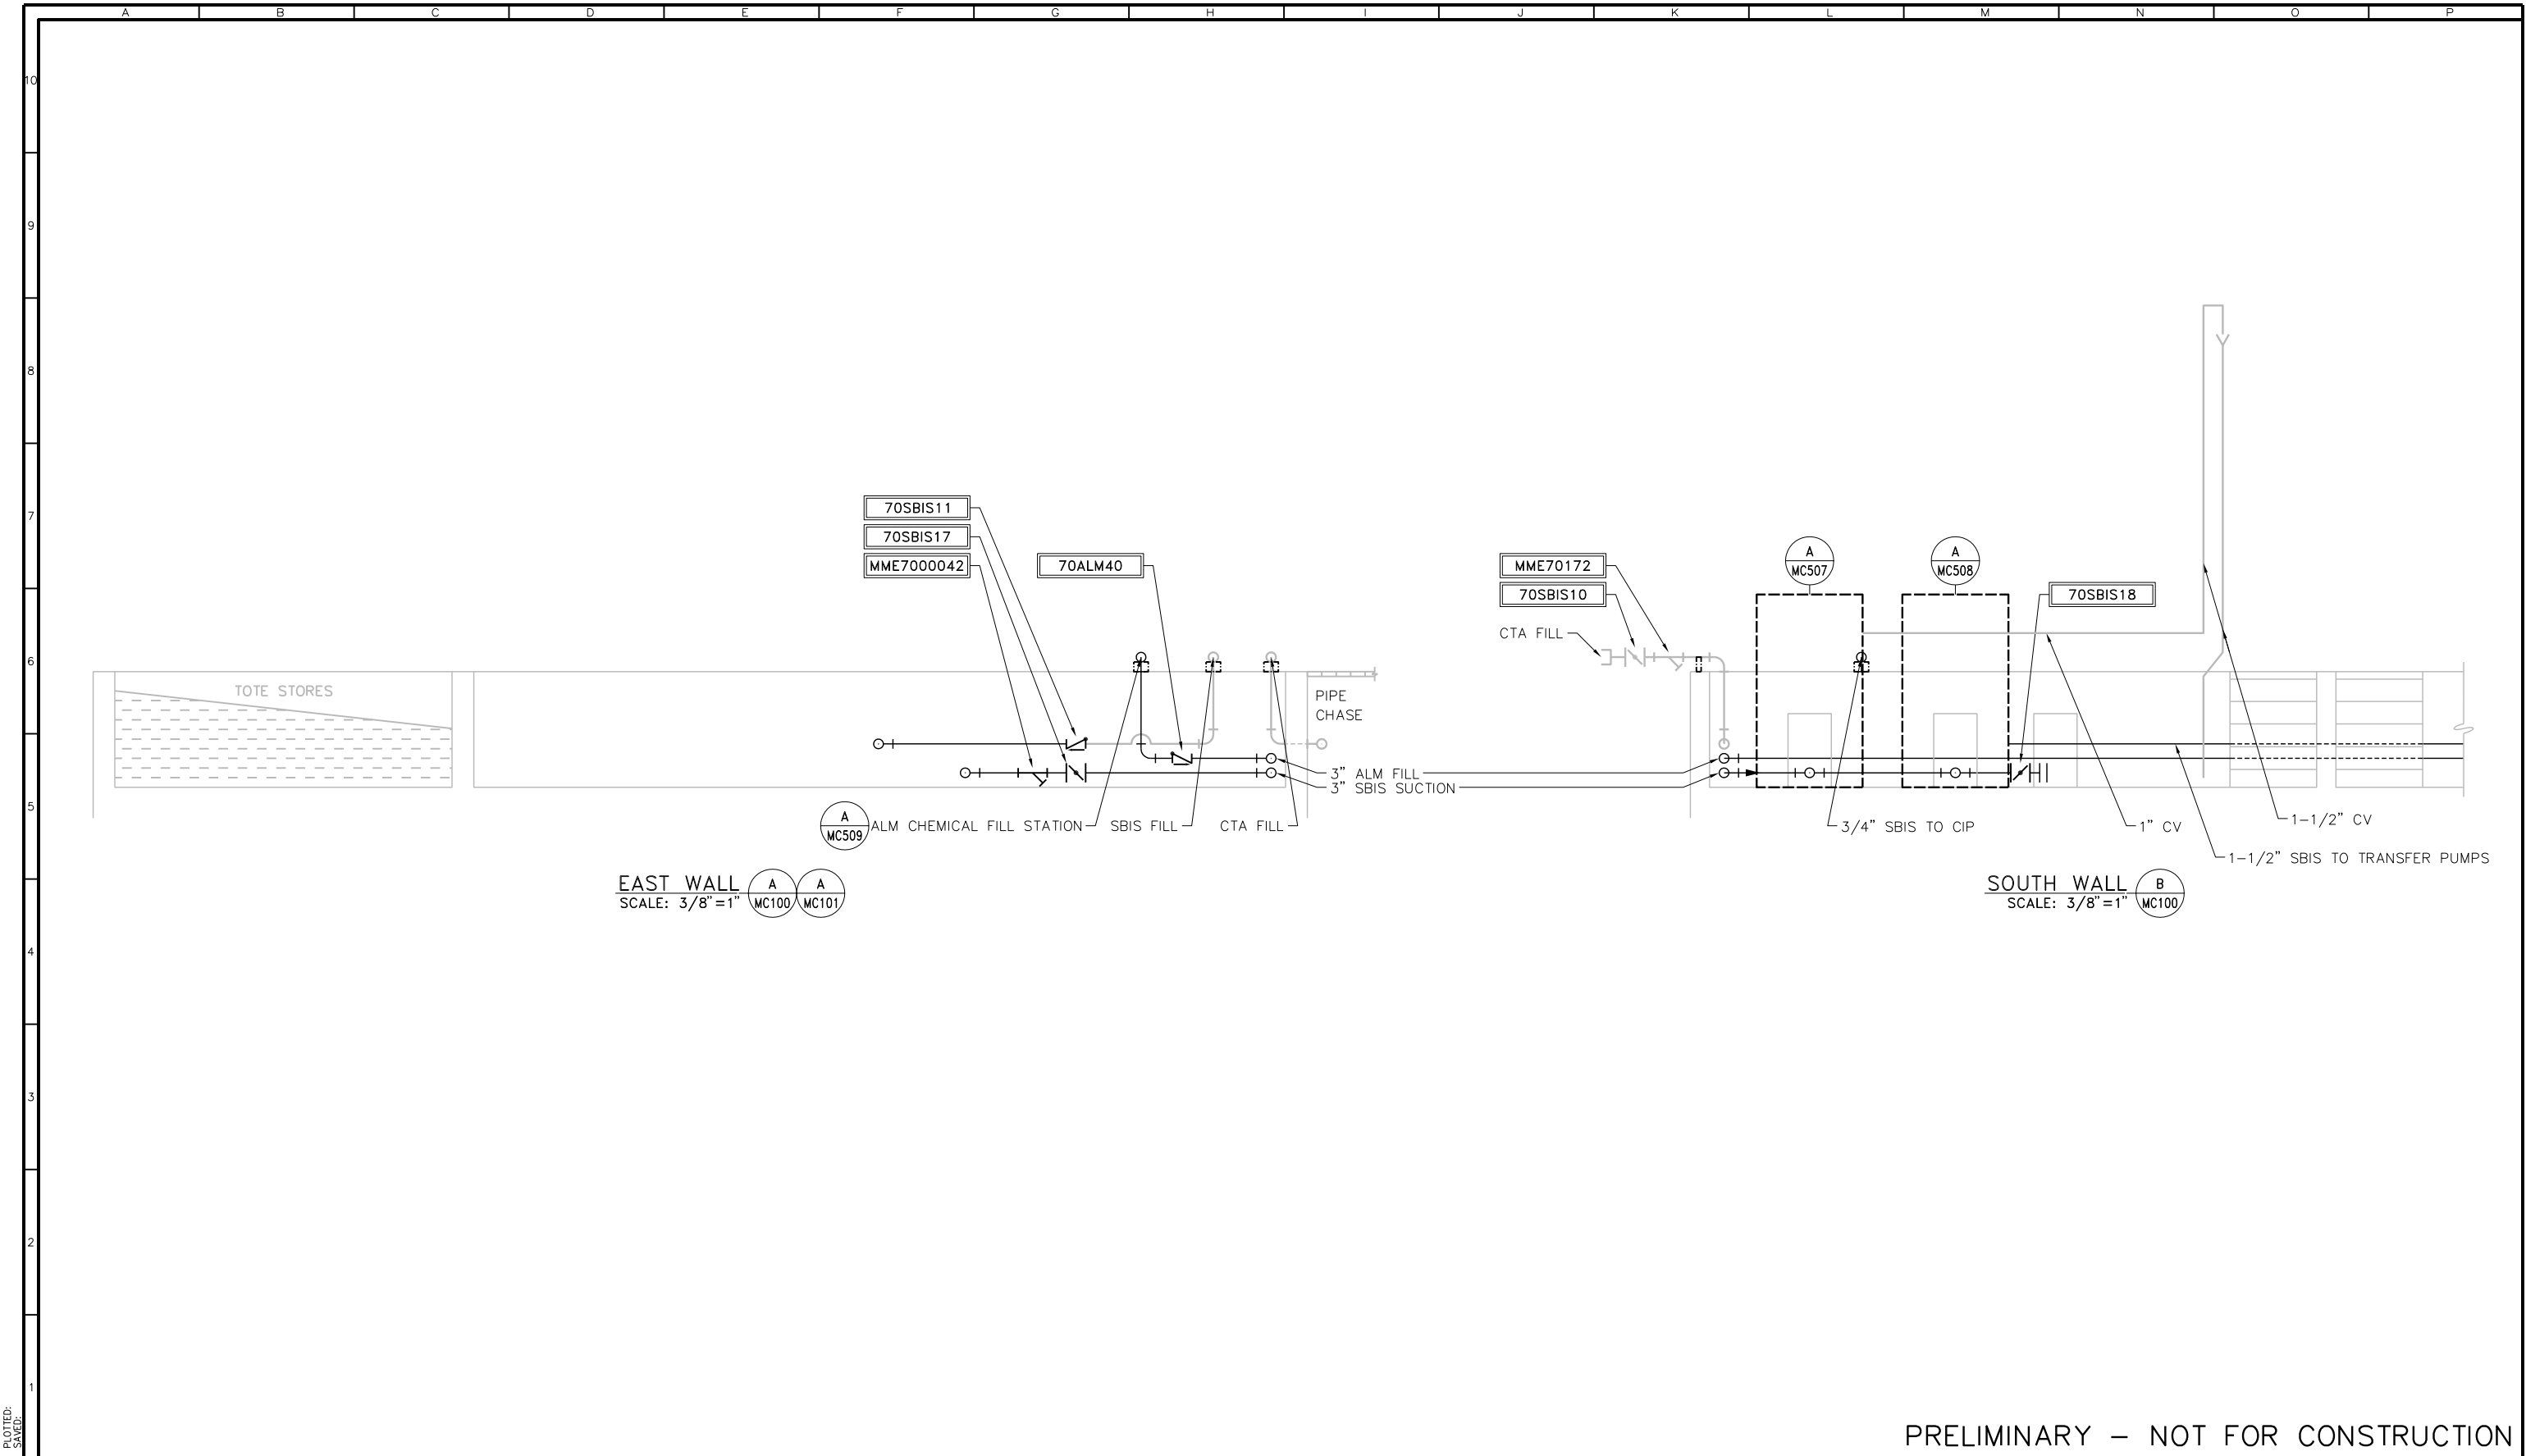 A B C D E F G H I J K L M N O P
10
9
8
7
6
5
4
3
2
1
70SBIS11
70SBIS17
MME7000042
70ALM40
MME70172
70SBIS10
CTA FILL
A
MC507
A
MC508
70SBIS18
TOTE STORES
PIPE
CHASE
3" ALM FILL
3" SBIS SUCTION
A
MC509
ALM CHEMICAL FILL STATION
SBIS FILL
CTA FILL
3/4" SBIS TO CIP
1" CV
1-1/2" CV
1-1/2" SBIS TO TRANSFER PUMPS
EAST WALL
SCALE: 3/8"=1"
A
MC100
A
MC101
SOUTH WALL
SCALE: 3/8"=1"
B
MC100
PLOTTED:
SAVED:
PRELIMINARY – NOT FOR CONSTRUCTION